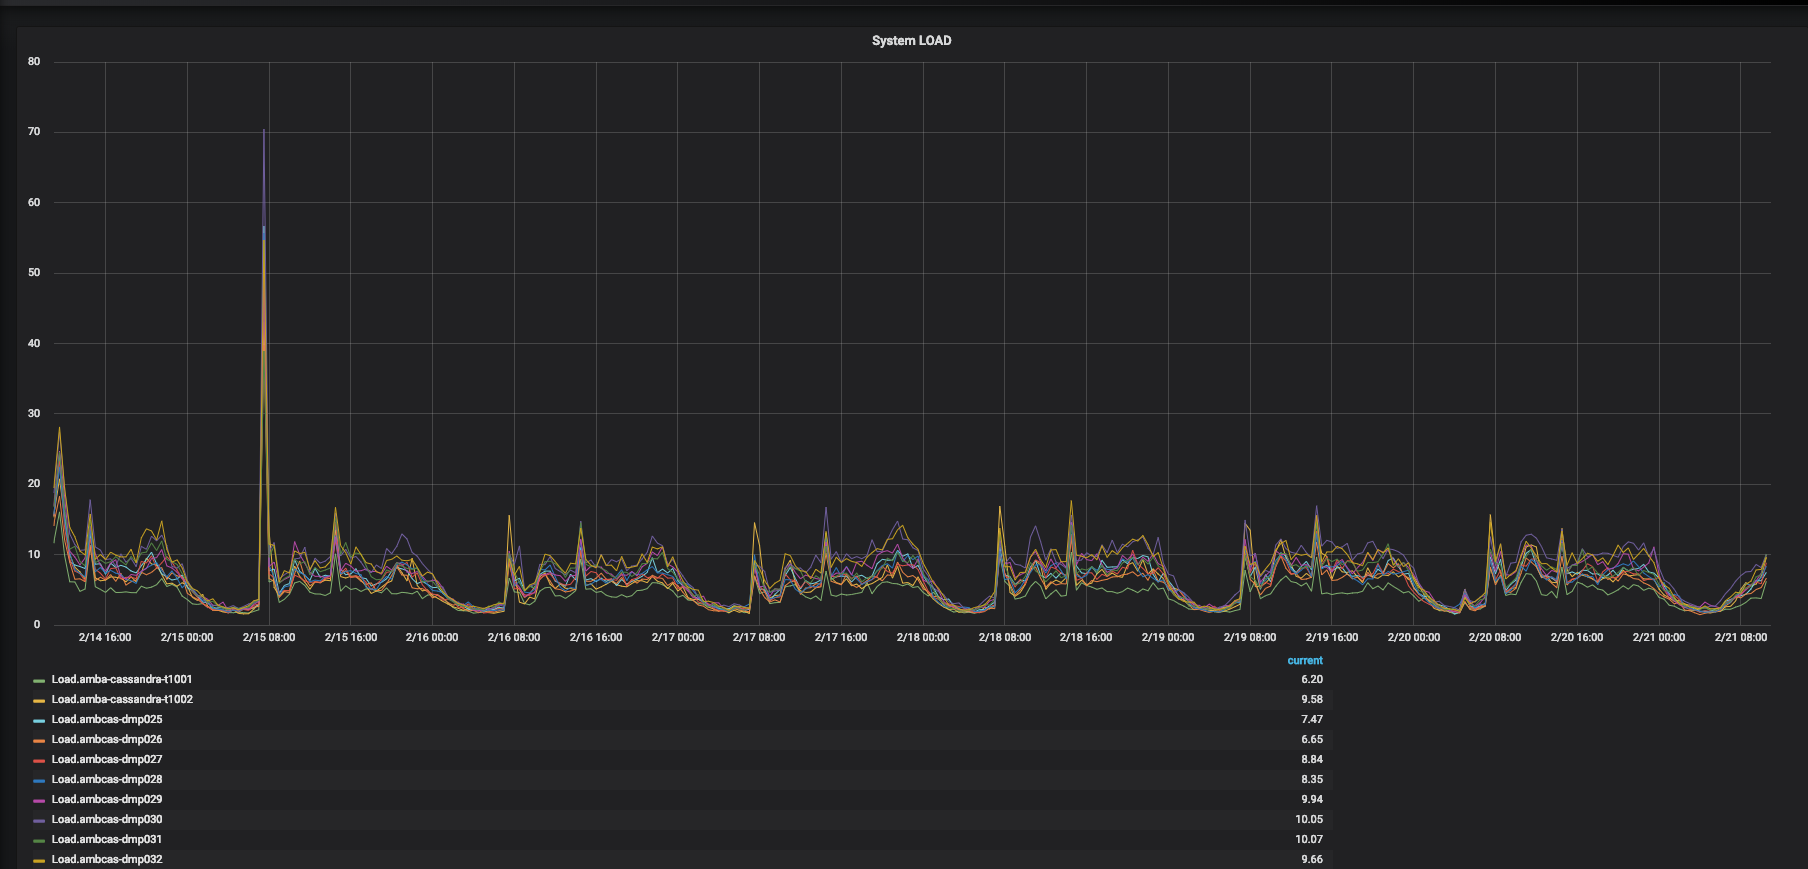 System LOAD
80
70
60
50
40
30
20
10
0
2/14 16:00 2/15 00:00 2/15 08:00 2/15 16:00 2/16 00:00 2/16 08:00 2/16 16:00 2/17 00:00 2/17 08:00 2/17 16:00 2/18 00:00 2/18 08:00 2/18 16:00 2/19 00:00 2/19 08:00 2/19 16:00 2/20 00:00 2/20 08:00 2/20 16:00 2/21 00:00 2/21 08:00
current
Load.amba-cassandra-t1001 6.20
Load.amba-cassandra-t1002 9.58
Load.ambcas-dmp025 7.47
Load.ambcas-dmp026 6.65
Load.ambcas-dmp027 8.84
Load.ambcas-dmp028 8.35
Load.ambcas-dmp029 9.94
Load.ambcas-dmp030 10.05
Load.ambcas-dmp031 10.07
Load.ambcas-dmp032 9.66